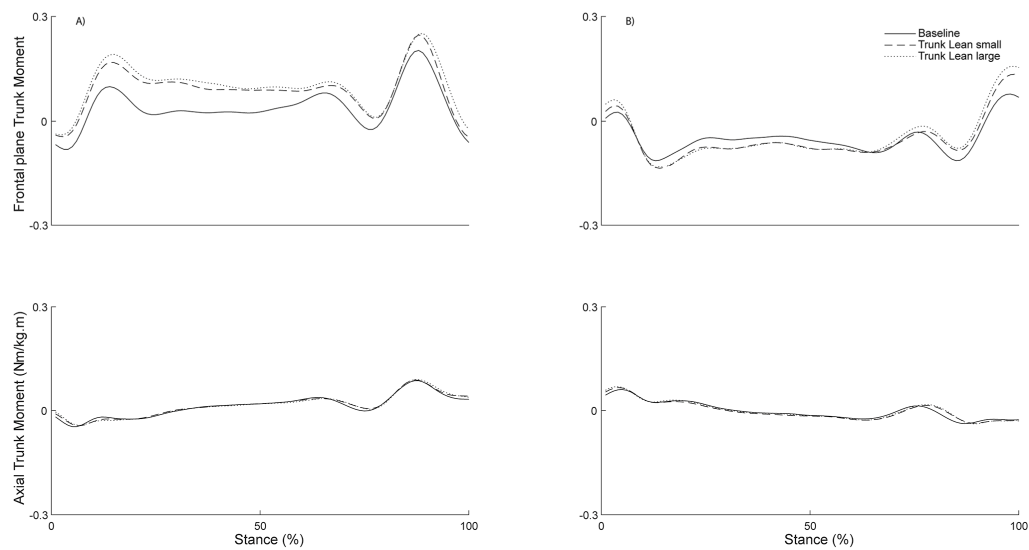 A)
0.3
0
-0.3
Frontal plane Trunk Moment
B)
0.3
0
-0.3
Baseline
Trunk Lean small
Trunk Lean large
0.3
0
-0.3
Axial Trunk Moment (Nm/kg.m)
0 50 100
Stance (%)
0.3
0
-0.3
0 50 100
Stance (%)